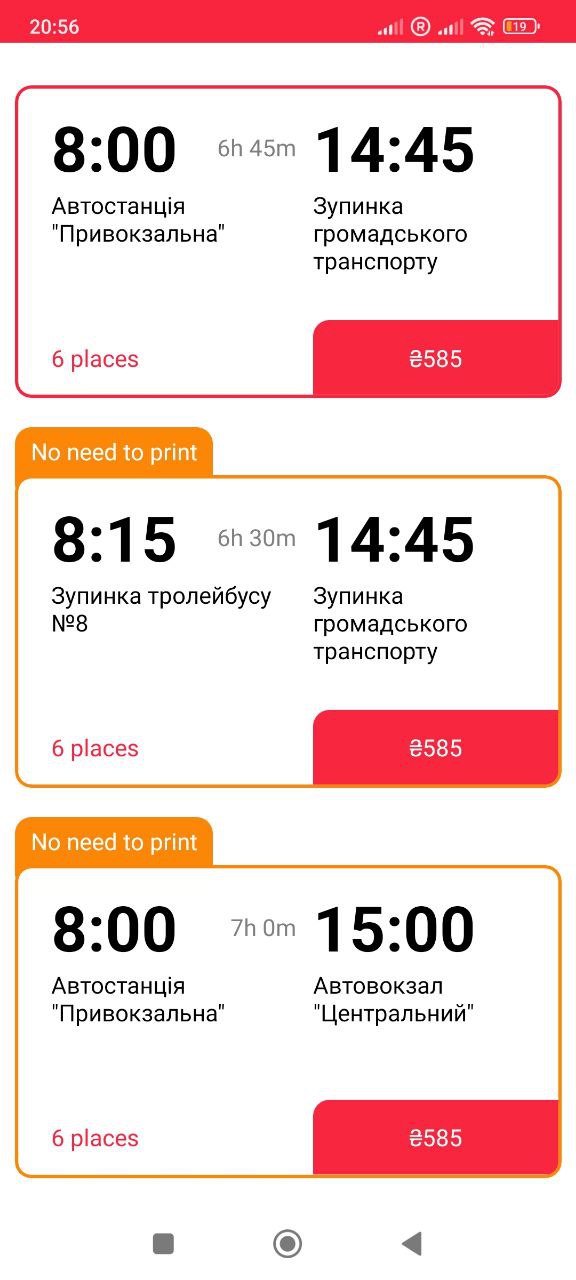 20:56
R
19
8:00
6h 45m
14:45
Автостанція
"Привокзальна"
Зупинка
громадського
транспорту
6 places
₴585
No need to print
8:15
6h 30m
14:45
Зупинка тролейбусу
№8
Зупинка
громадського
транспорту
6 places
₴585
No need to print
8:00
7h 0m
15:00
Автостанція
"Привокзальна"
Автовокзал
"Центральний"
6 places
₴585